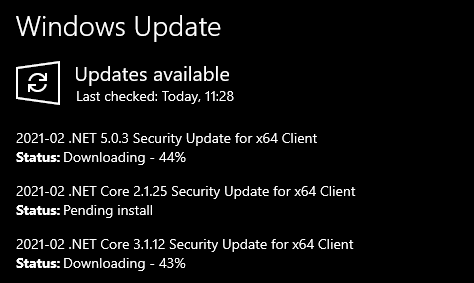 Windows Update
Updates available
Last checked: Today, 11:28
2021-02 .NET 5.0.3 Security Update for x64 Client
Status: Downloading - 44%
2021-02 .NET Core 2.1.25 Security Update for x64 Client
Status: Pending install
2021-02 .NET Core 3.1.12 Security Update for x64 Client
Status: Downloading - 43%